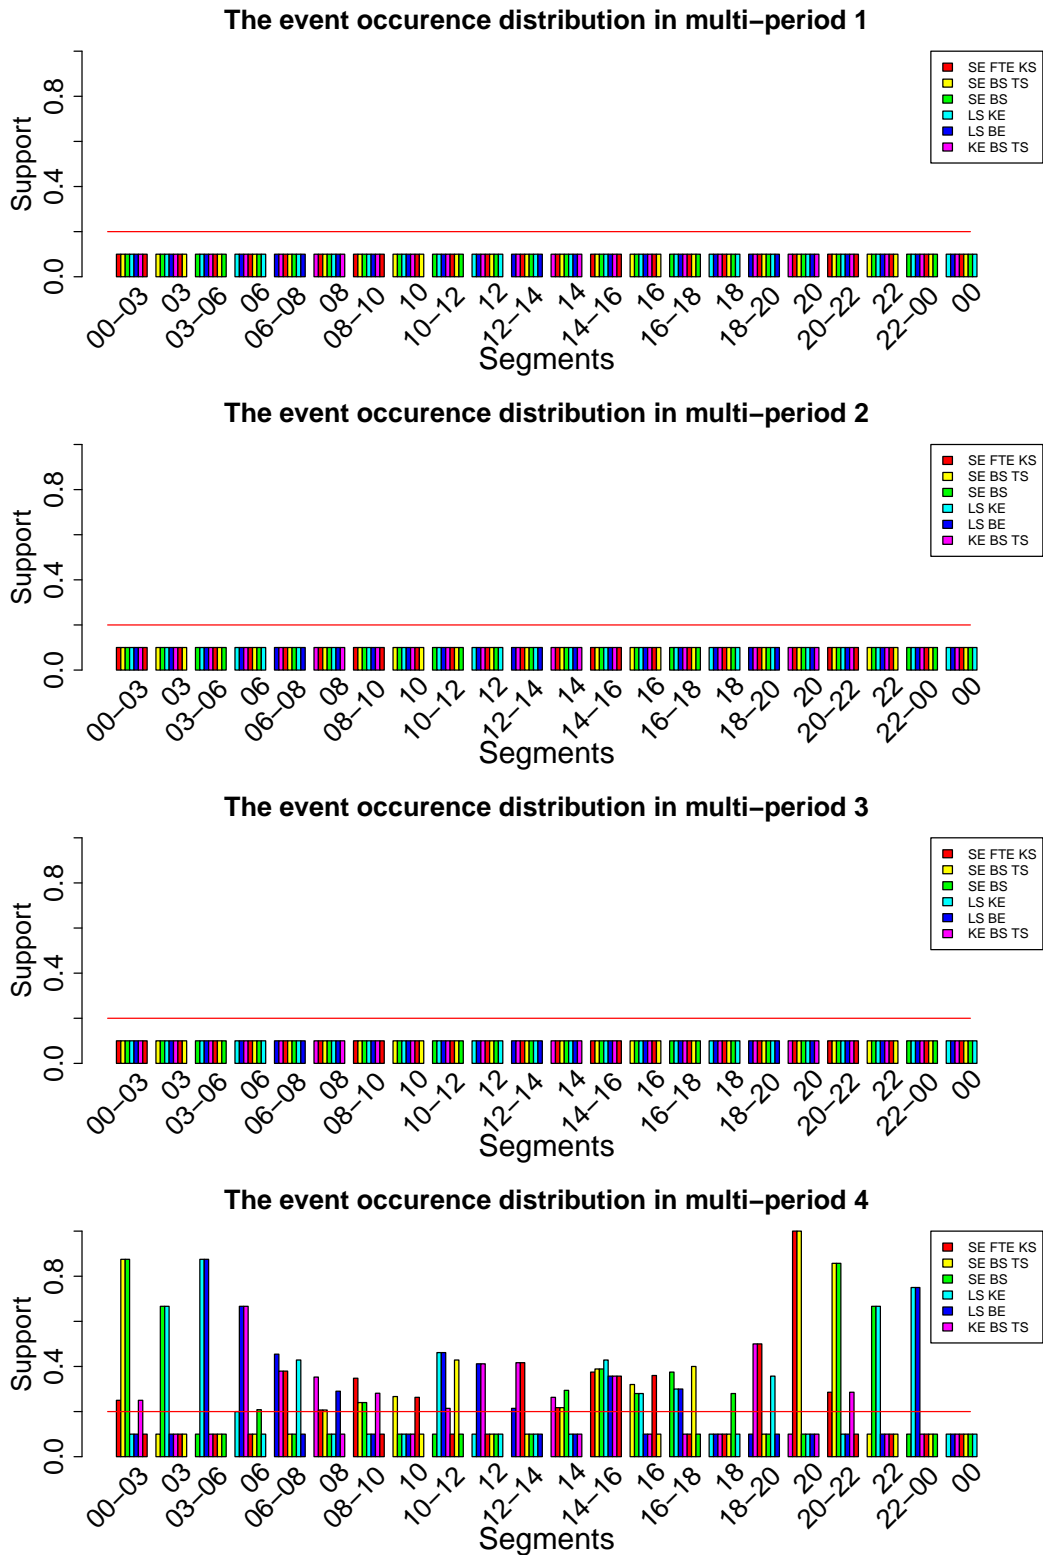 The event occurence distribution in multi−period 1
Support
0.0
0.4
0.8
SE FTE KS
SE BS TS
SE BS
LS KE
LS BE
KE BS TS
00−03
03
03−06
06
06−08
08
08−10
10
10−12
12
12−14
14
14−16
16
16−18
18
18−20
20
20−22
22
22−00
00
Segments
The event occurence distribution in multi−period 2
Support
0.0
0.4
0.8
SE FTE KS
SE BS TS
SE BS
LS KE
LS BE
KE BS TS
00−03
03
03−06
06
06−08
08
08−10
10
10−12
12
12−14
14
14−16
16
16−18
18
18−20
20
20−22
22
22−00
00
Segments
The event occurence distribution in multi−period 3
Support
0.0
0.4
0.8
SE FTE KS
SE BS TS
SE BS
LS KE
LS BE
KE BS TS
00−03
03
03−06
06
06−08
08
08−10
10
10−12
12
12−14
14
14−16
16
16−18
18
18−20
20
20−22
22
22−00
00
Segments
The event occurence distribution in multi−period 4
Support
0.0
0.4
0.8
SE FTE KS
SE BS TS
SE BS
LS KE
LS BE
KE BS TS
00−03
03
03−06
06
06−08
08
08−10
10
10−12
12
12−14
14
14−16
16
16−18
18
18−20
20
20−22
22
22−00
00
Segments